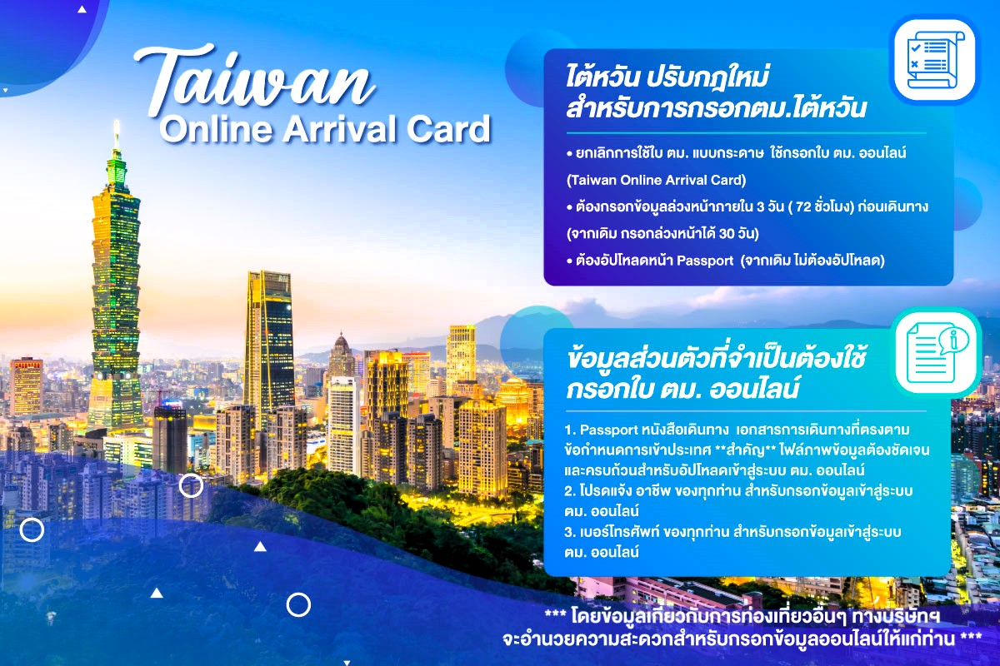 Taiwan
Online Arrival Card
ไต้หวัน ปรับกฎใหม่
สำหรับการกรอกตม.ไต้หวัน
• ยกเลิกการใช้ใบ ตม. แบบกระดาษ ใช้กรอกใบ ตม. ออนไลน์
(Taiwan Online Arrival Card)
• ต้องกรอกข้อมูลล่วงหน้าภายใน 3 วัน ( 72 ชั่วโมง) ก่อนเดินทาง
(จากเดิม กรอกล่วงหน้าได้ 30 วัน)
• ต้องอัปโหลดหน้า Passport (จากเดิม ไม่ต้องอัปโหลด)
ข้อมูลส่วนตัวที่จำเป็นต้องใช้
กรอกใบ ตม. ออนไลน์
1. Passport หนังสือเดินทาง เอกสารการเดินทางที่ตรงตาม
ข้อกำหนดการเข้าประเทศ **สำคัญ** ไฟล์ภาพข้อมูลต้องชัดเจน
และครบถ้วนสำหรับอัปโหลดเข้าสู่ระบบ ตม. ออนไลน์
2. โปรดแจ้ง อาชีพ ของทุกท่าน สำหรับกรอกข้อมูลเข้าสู่ระบบ
ตม. ออนไลน์
3. เบอร์โทรศัพท์ ของทุกท่าน สำหรับกรอกข้อมูลเข้าสู่ระบบ
ตม. ออนไลน์
*** โดยข้อมูลเกี่ยวกับการท่องเที่ยวอื่นๆ ทางบริษัทฯ
จะอำนวยความสะดวกสำหรับกรอกข้อมูลออนไลน์ให้แก่ท่าน ***